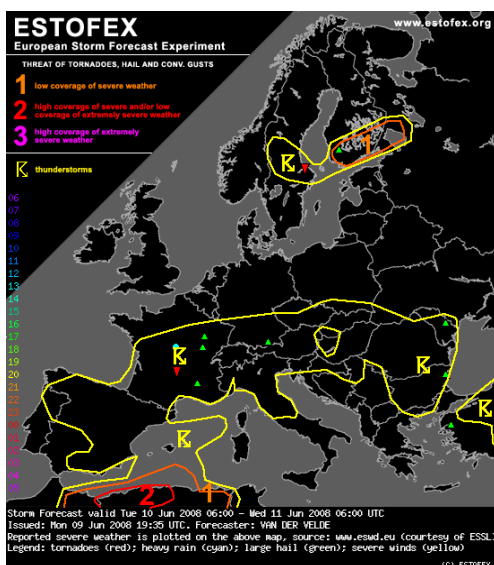 ESTOFEX
www.estofex.org
European Storm Forecast Experiment
THREAT OF TORNADOES, HAIL AND CONV. GUSTS
1 low coverage of severe weather
2 high coverage of severe and/or low
coverage of extremely severe weather
3 high coverage of extremely
severe weather
thunderstorms
06
07
08
09
10
11
12
13
14
15
16
17
18
19
20
21
22
23
1
2
1
Storm Forecast valid Tue 10 Jun 2008 06:00 - Wed 11 Jun 2008 06:00 UTC
Issued: Mon 09 Jun 2008 19:35 UTC. Forecaster: VAN DER VELDE
Reported severe weather is plotted on the above map, source: www.eswd.eu (courtesy of ESSL)
Legend: tornadoes (red); heavy rain (cyan); large hail (green); severe winds (yellow)
(C) ESTOFEX